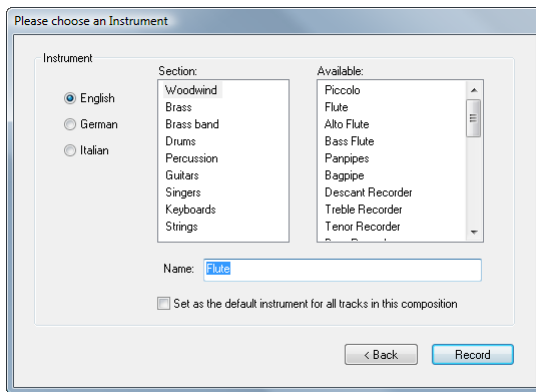 Please choose an Instrument
Instrument
English
German
Italian
Section:
Woodwind
Brass
Brass band
Drums
Percussion
Guitars
Singers
Keyboards
Strings
Available:
Piccolo
Flute
Alto Flute
Bass Flute
Panpipes
Bagpipe
Descant Recorder
Treble Recorder
Tenor Recorder
Name: Flute
Set as the default instrument for all tracks in this composition
< Back
Record